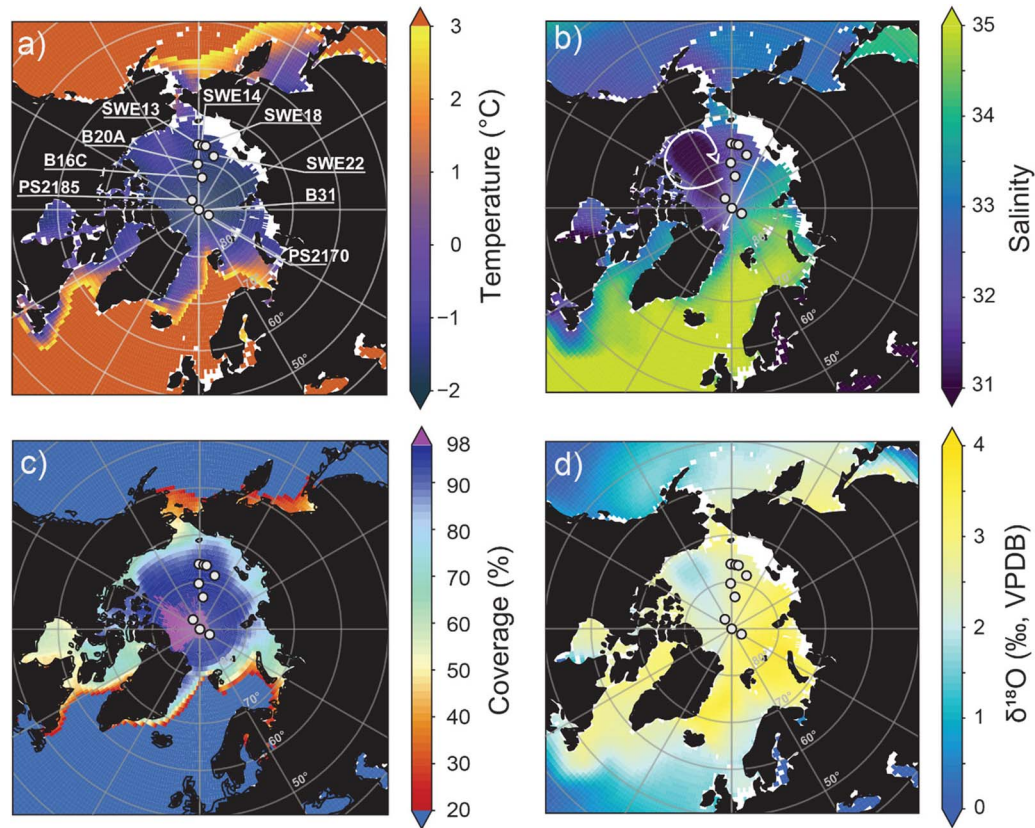 a)
SWE13
SWE14
SWE18
B20A
B16C
SWE22
PS2185
B31
PS2170
80°
60°
50°
3
2
1
0
−1
−2
Temperature (°C)
b)
80°
60°
50°
35
34
33
32
31
Salinity
c)
70°
60°
50°
98
90
80
70
60
50
40
30
20
Coverage (%)
d)
80°
70°
60°
50°
4
3
2
1
0
δ¹⁸O (‰, VPDB)